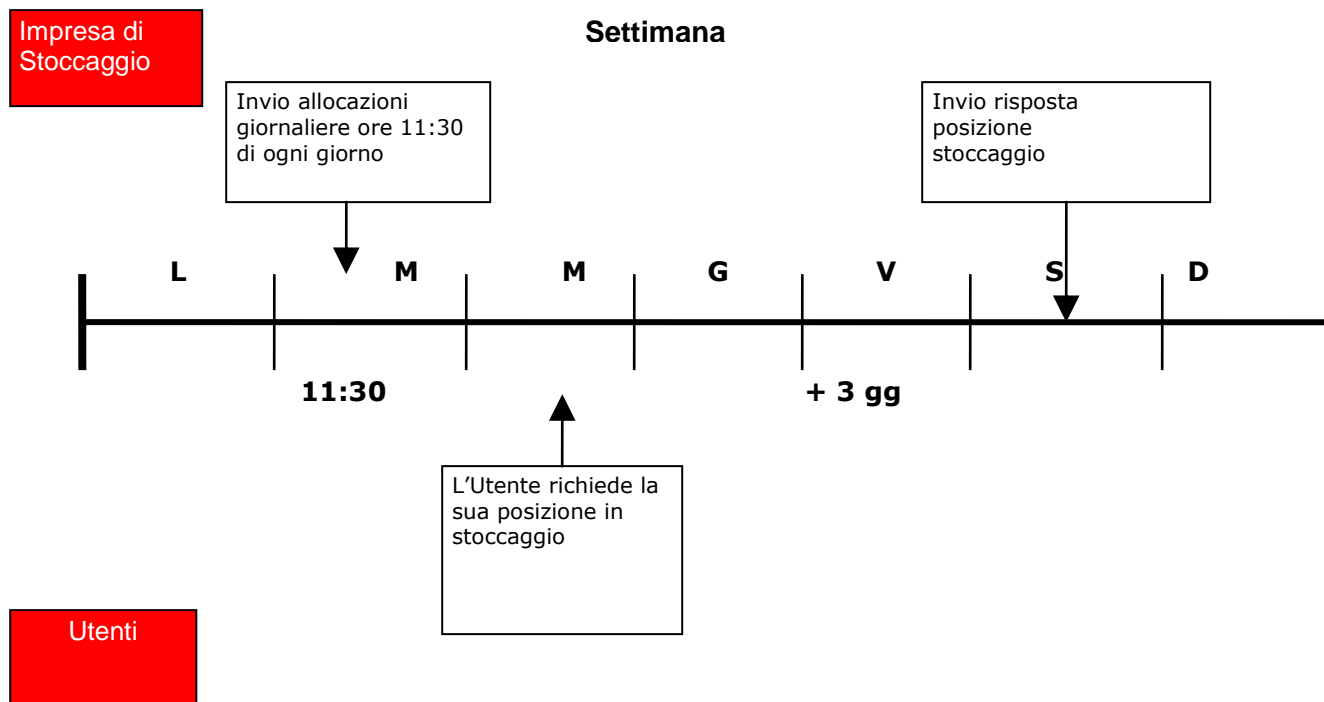 Impresa di
Stoccaggio
Settimana
Invio allocazioni
giornaliere ore 11:30
di ogni giorno
Invio risposta
posizione
stoccaggio
L M M G V S D
11:30 + 3 gg
L’Utente richiede la
sua posizione in
stoccaggio
Utenti